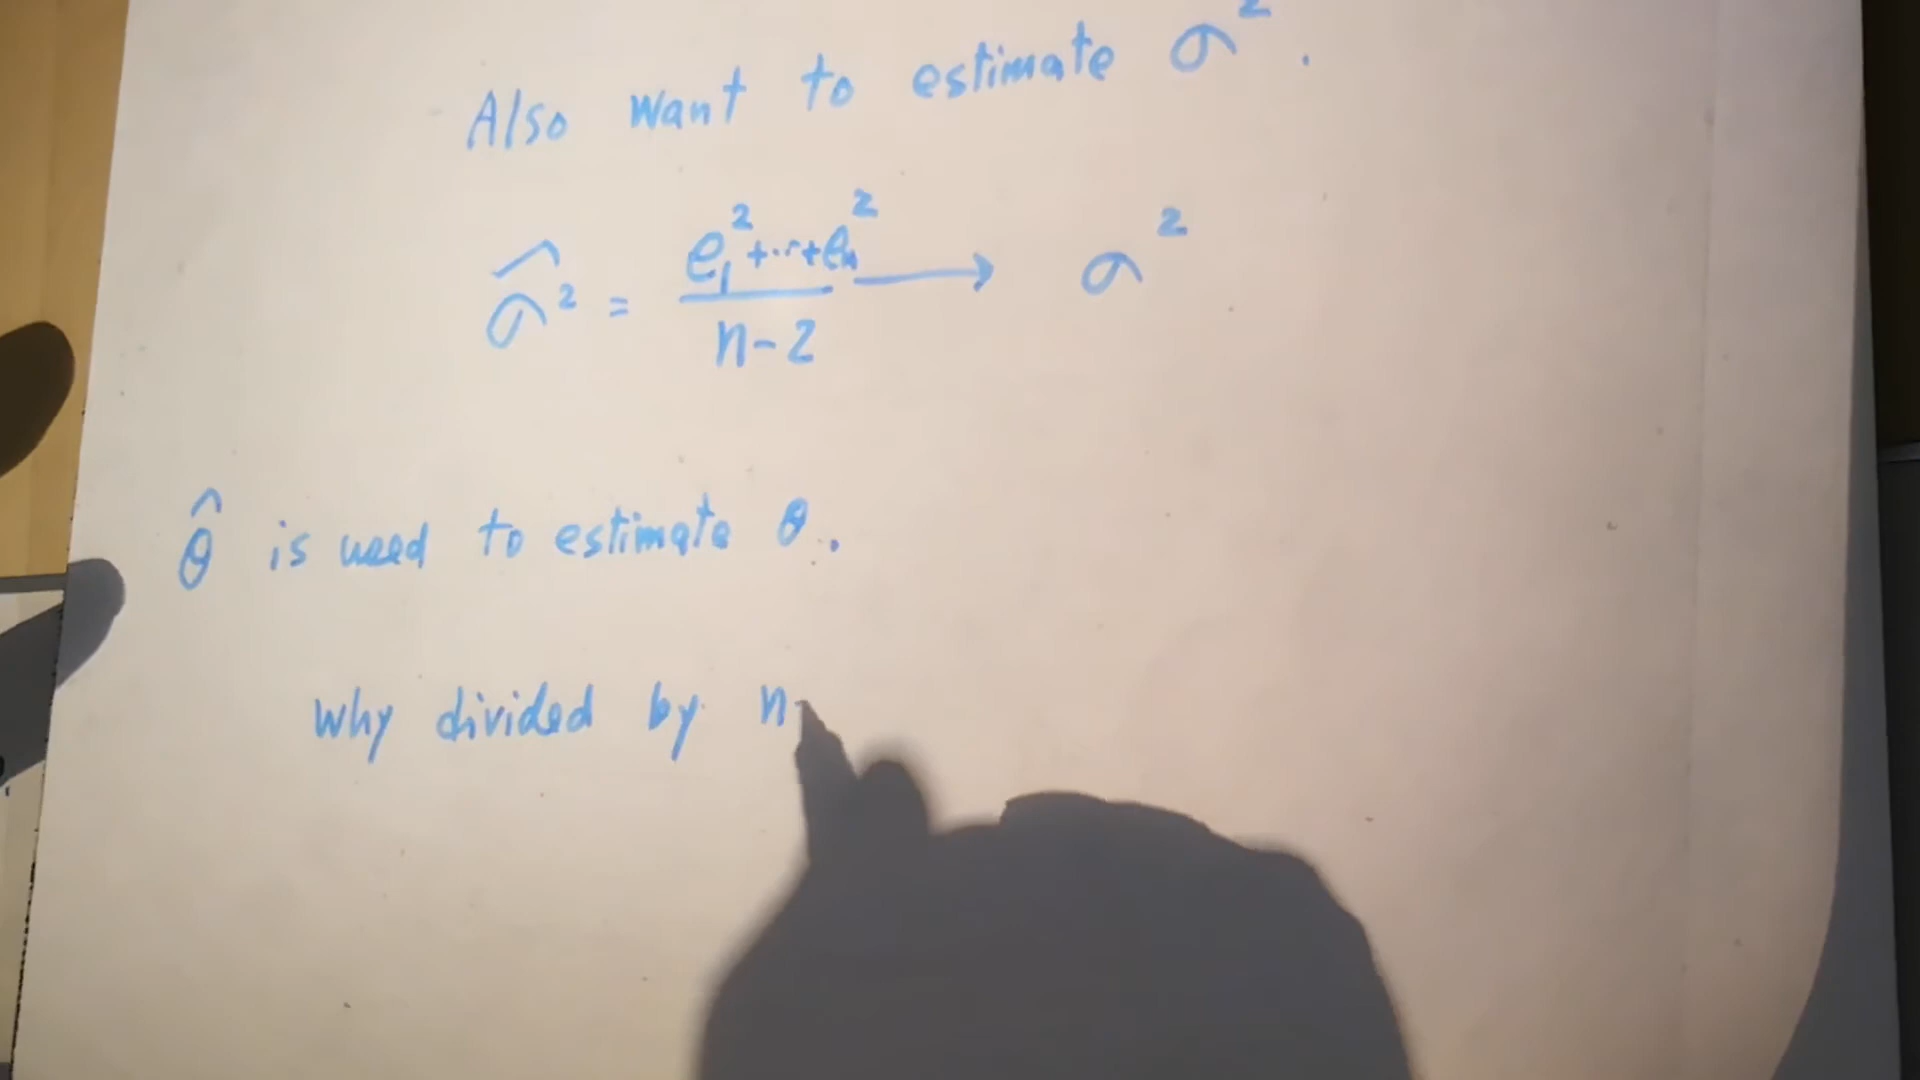 Also want to estimate σ².
σ̂² = (e₁² +...+ eₙ²)/(n-2) → σ²
θ̂ is used to estimate θ.
Why divided by n-